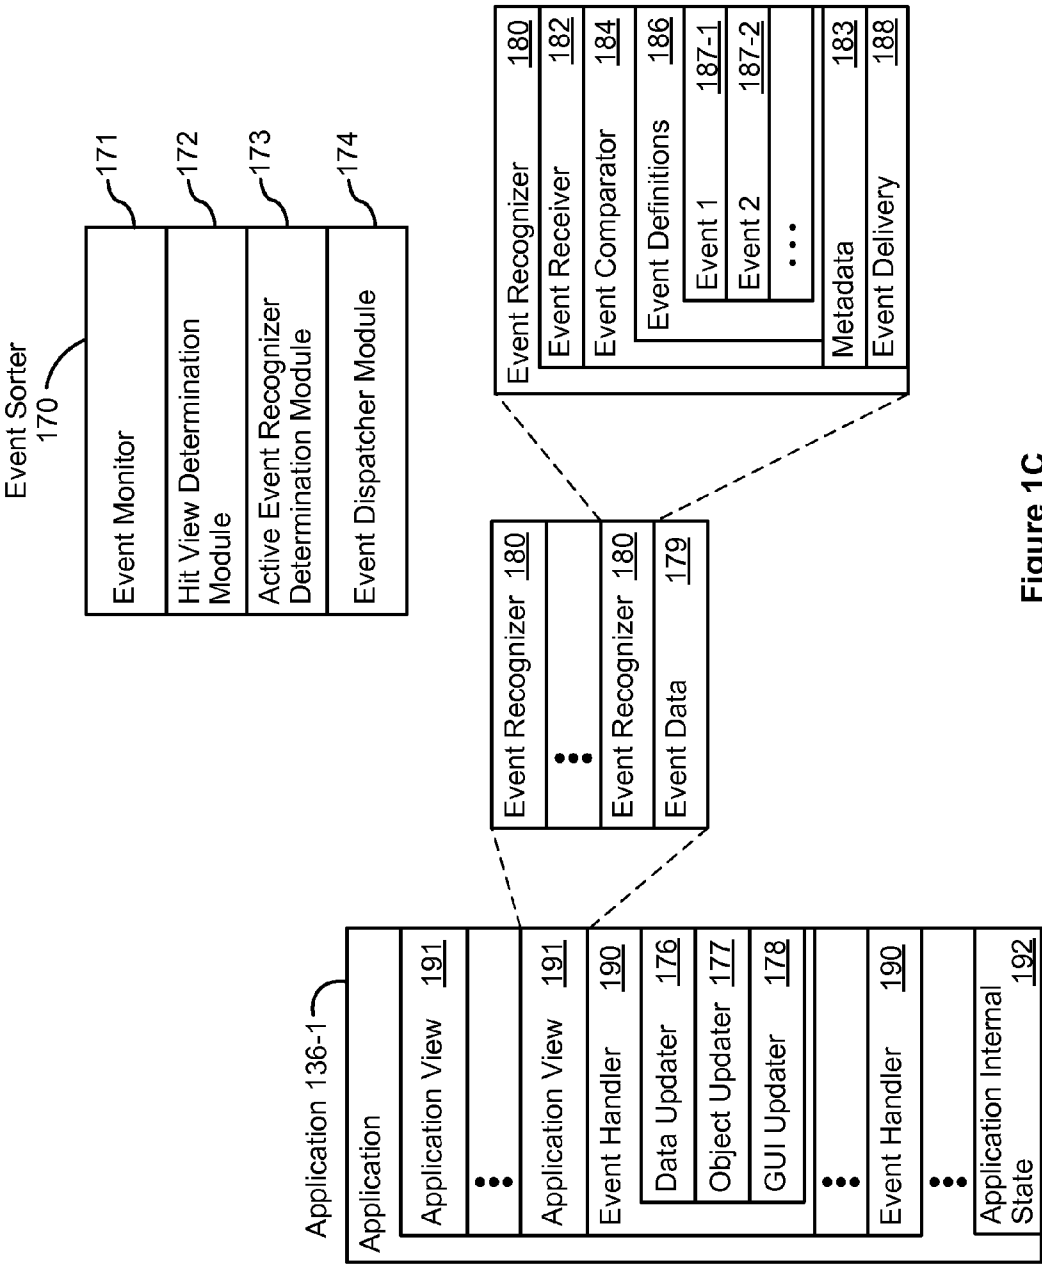 Event Sorter
170
Event Monitor
171
Hit View Determination
Module
172
Active Event Recognizer
Determination Module
173
Event Dispatcher Module
174
Application 136-1
Application
Application View 191
Application View 191
Event Handler 190
Data Updater 176
Object Updater 177
GUI Updater 178
Event Handler 190
Application Internal
State 192
Event Recognizer 180
Event Recognizer 180
Event Data 179
Event Recognizer 180
Event Receiver 182
Event Comparator 184
Event Definitions 186
Event 1 187-1
Event 2 187-2
Metadata 183
Event Delivery 188
Figure 1C